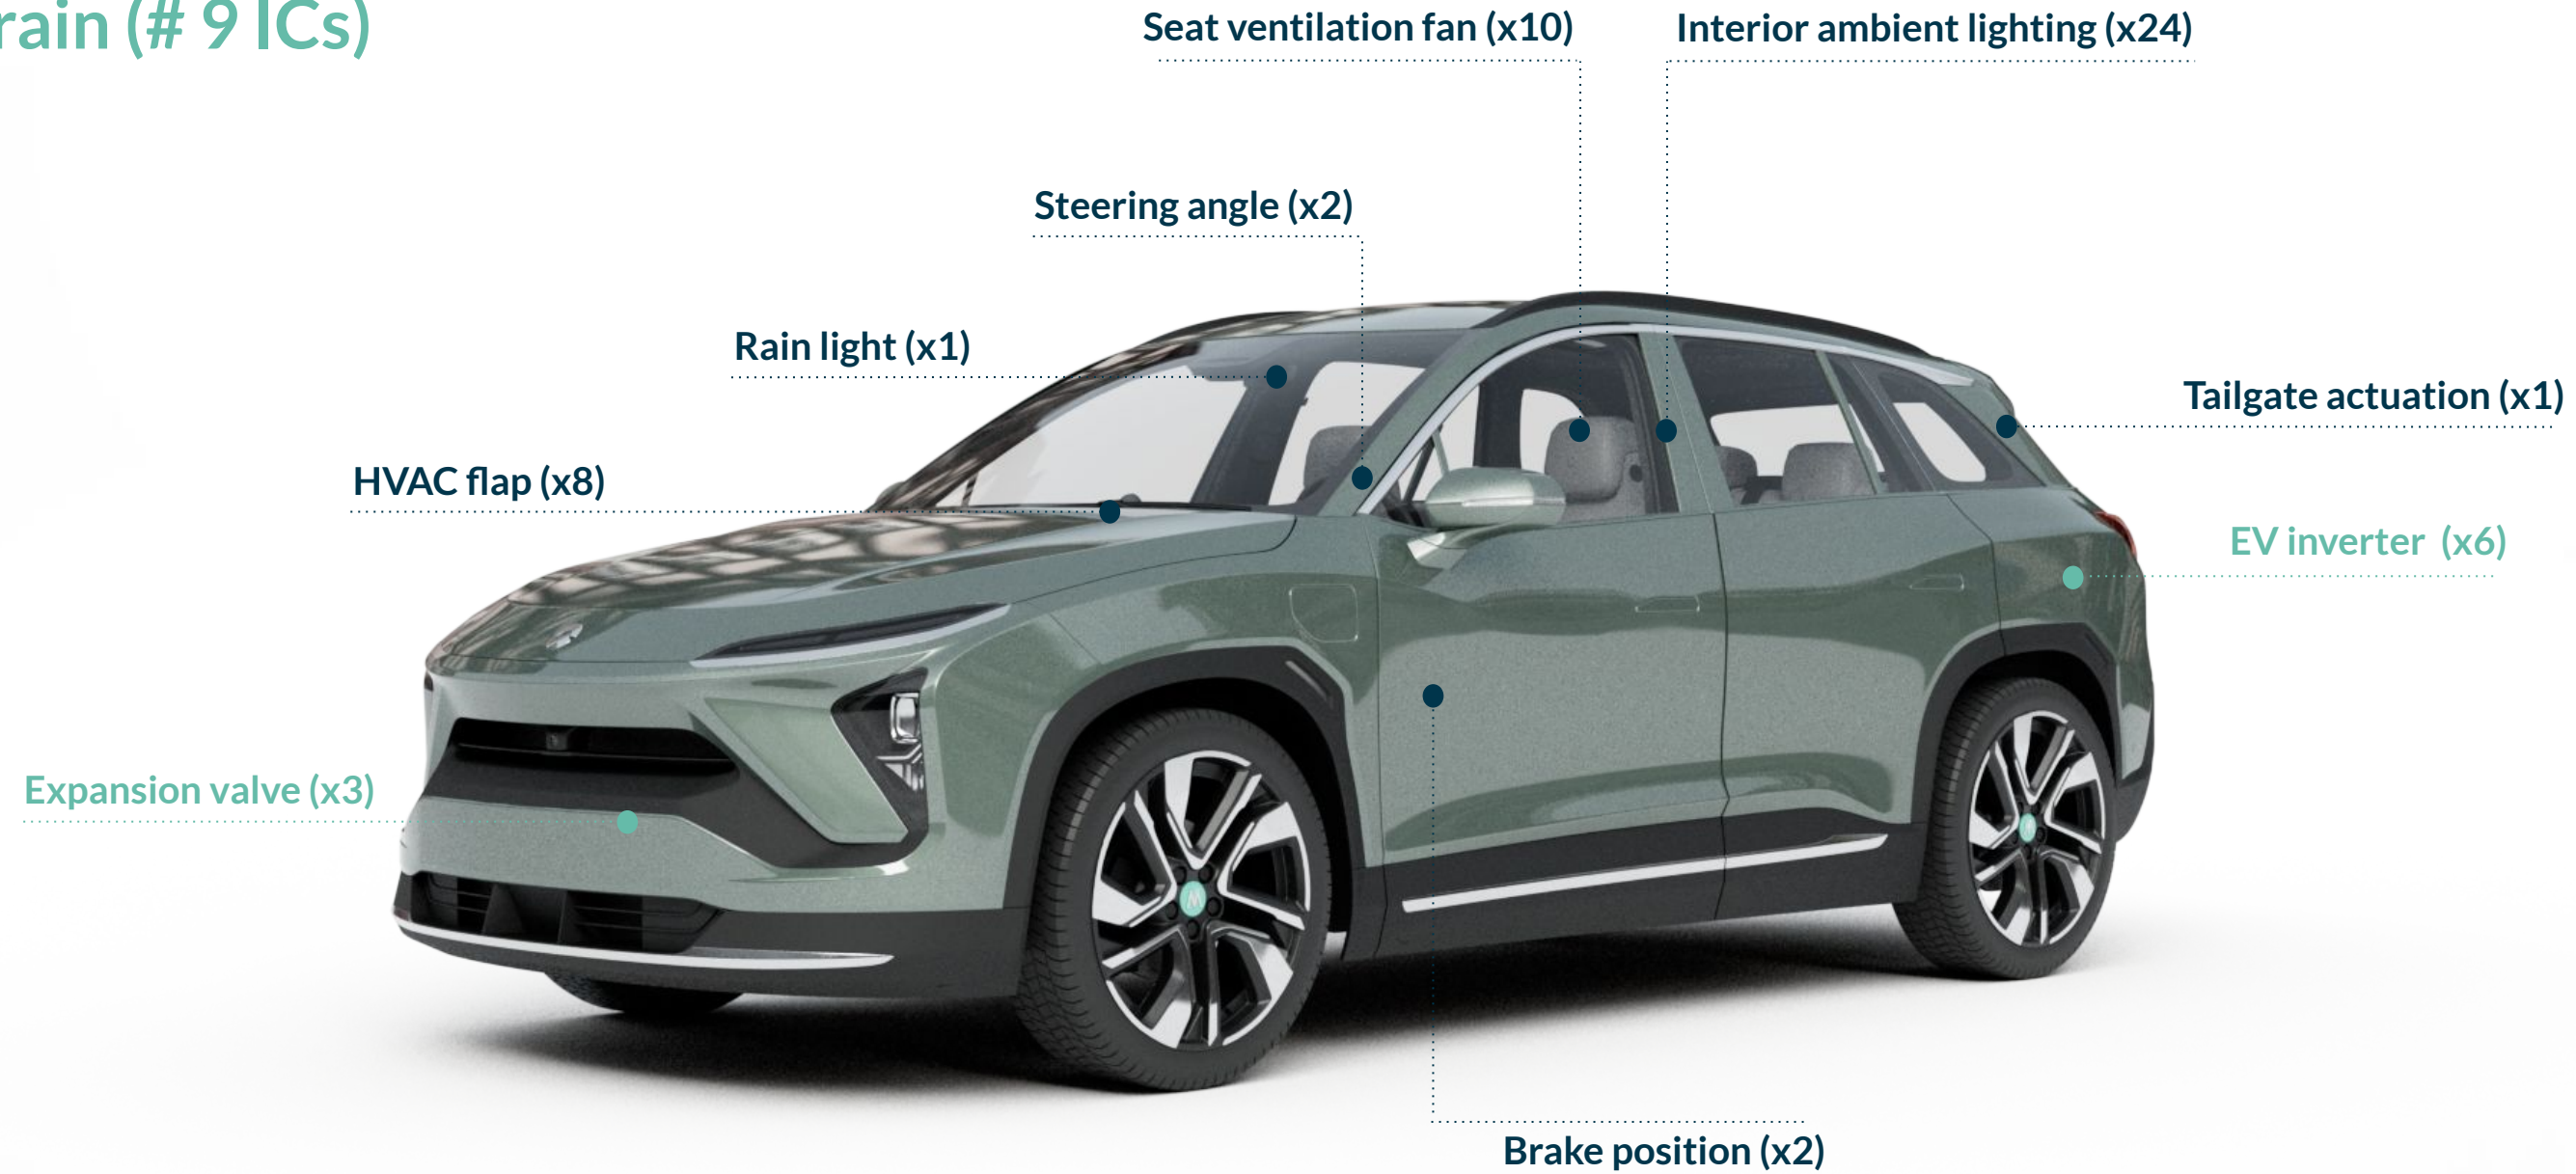 rain (# 9 ICs)
Seat ventilation fan (x10)
Interior ambient lighting (x24)
Steering angle (x2)
Rain light (x1)
Tailgate actuation (x1)
HVAC flap (x8)
EV inverter (x6)
Expansion valve (x3)
Brake position (x2)